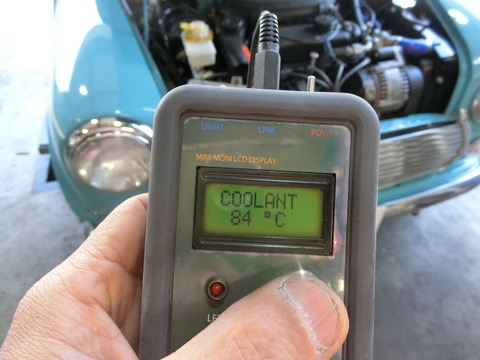 LIGHT LINK POWER
MINI-MONI LCD DISPLAY
COOLANT
84 °C